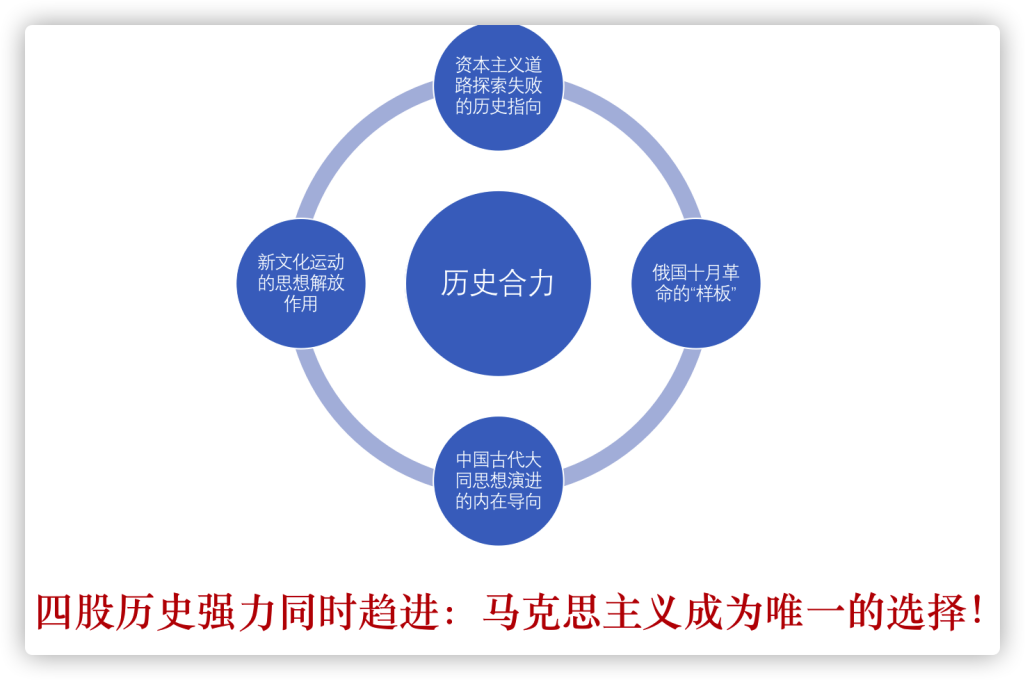 资本主义道
路探索失败
的历史指向
新文化运动
的思想解放
作用
历史合力
俄国十月革
命的“样板”
中国古代大
同思想演进
的内在导向
四股历史强力同时趋进：马克思主义成为唯一的选择！